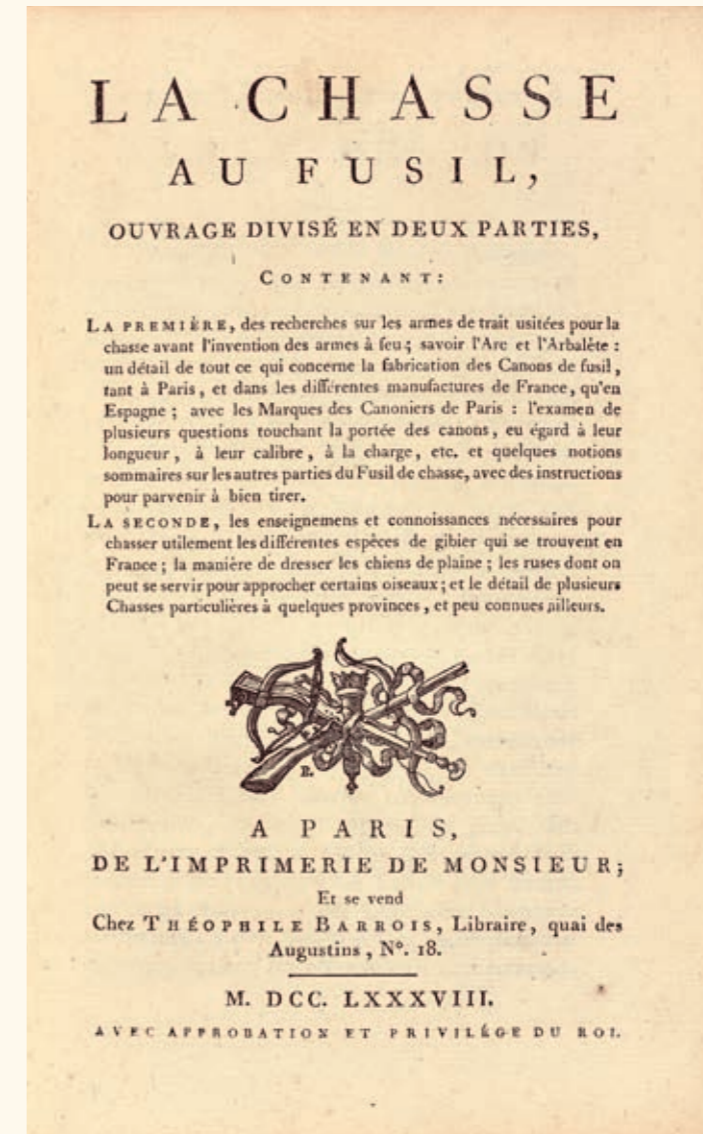 LA CHASSE
AU FUSIL,
OUVRAGE DIVISÉ EN DEUX PARTIES,
CONTENANT:
LA PREMIÈRE, des recherches sur les armes de trait usitées pour la
chasse avant l'invention des armes à feu; savoir l'Arc et l'Arbalète :
un détail de tout ce qui concerne la fabrication des Canons de fusil,
tant à Paris, et dans les différentes manufactures de France, qu'en
Espagne ; avec les Marques des Canoniers de Paris : l'examen de
plusieurs questions touchant la portée des canons, eu égard à leur
longueur, à leur calibre, à la charge, etc. et quelques notions
sommaires sur les autres parties du Fusil de chasse, avec des instructions
pour parvenir à bien tirer.
LA SECONDE, les enseignemens et connoissances nécessaires pour
chasser utilement les différentes espèces de gibier qui se trouvent en
France ; la manière de dresser les chiens de plaine ; les ruses dont on
peut se servir pour approcher certains oiseaux ; et le détail de plusieurs
Chasses particulières à quelques provinces, et peu connues ailleurs.
R.
A PARIS,
DE L'IMPRIMERIE DE MONSIEUR;
Et se vend
Chez THÉOPHILE BARROIS, Libraire, quai des
Augustins, N°. 18.
M. DCC. LXXXVIII.
AVEC APPROBATION ET PRIVILÉGE DU ROI.